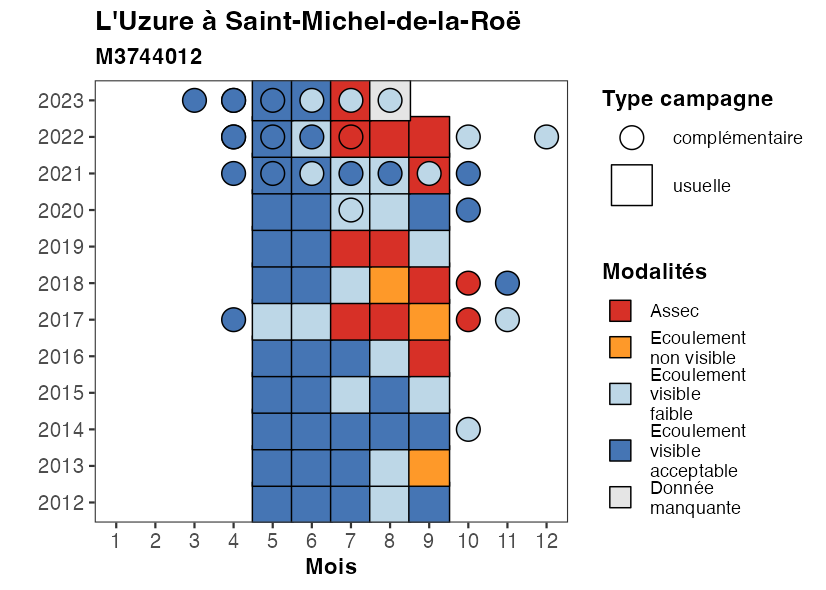 L'Uzure à Saint-Michel-de-la-Roë
M3744012
2023
2022
2021
2020
2019
2018
2017
2016
2015
2014
2013
2012
1 2 3 4 5 6 7 8 9 10 11 12
Mois
Type campagne
complémentaire
usuelle
Modalités
Assec
Ecoulement
non visible
Ecoulement
visible
faible
Ecoulement
visible
acceptable
Donnée
manquante